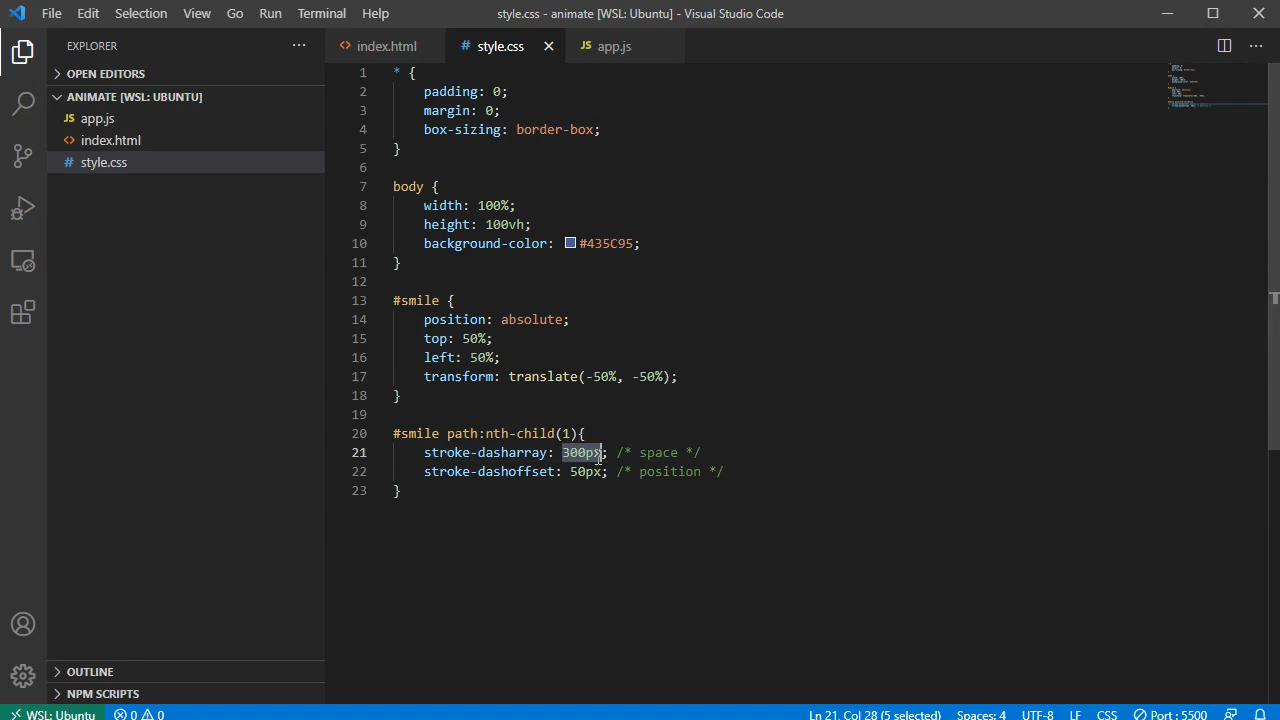 File Edit Selection View Go Run Terminal Help style.css - animate [WSL: Ubuntu] - Visual Studio Code
EXPLORER
OPEN EDITORS
ANIMATE [WSL: UBUNTU]
JS app.js
<> index.html
# style.css
OUTLINE
NPM SCRIPTS
<> index.html # style.css JS app.js
1 * {
2 padding: 0;
3 margin: 0;
4 box-sizing: border-box;
5 }
6
7 body {
8 width: 100%;
9 height: 100vh;
10 background-color: #435C95;
11 }
12
13 #smile {
14 position: absolute;
15 top: 50%;
16 left: 50%;
17 transform: translate(-50%, -50%);
18 }
19
20 #smile path:nth-child(1){
21 stroke-dasharray: 300px; /* space */
22 stroke-dashoffset: 50px; /* position */
23 }
WSL: Ubuntu 0 0 Ln 21, Col 28 (5 selected) Spaces: 4 UTF-8 LF CSS Port : 5500